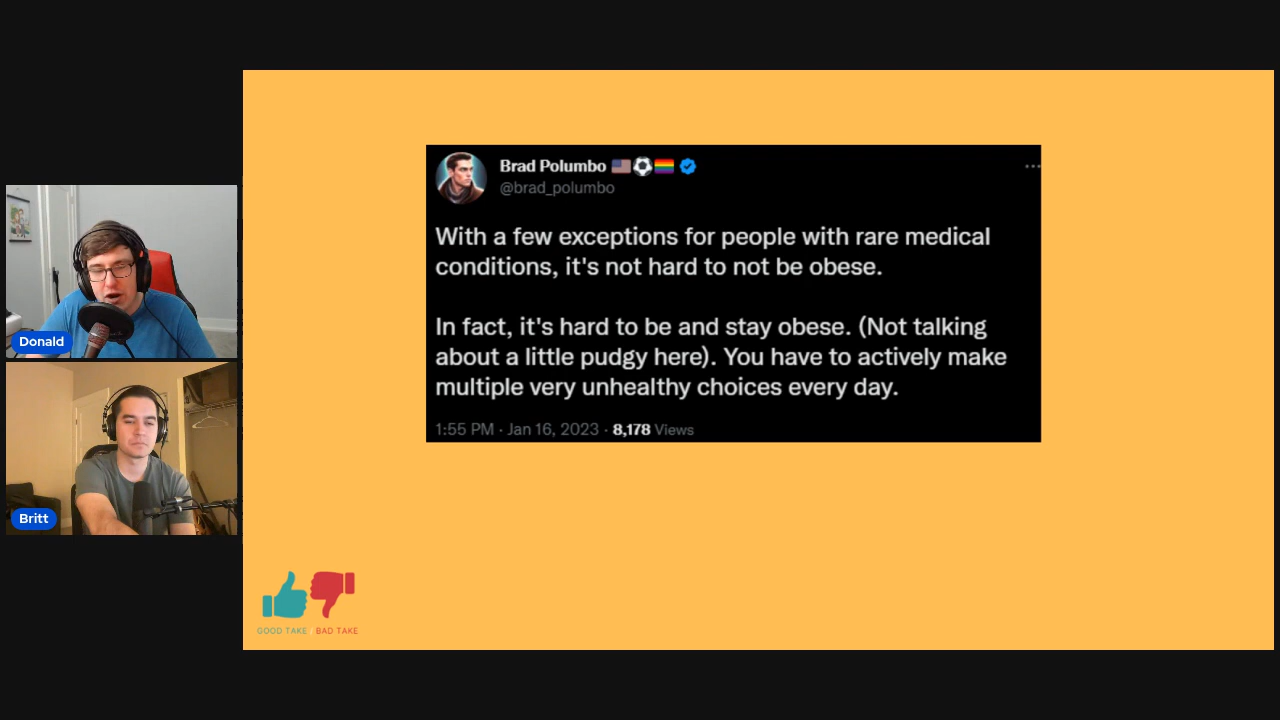 Brad Polumbo 🇺🇸⚽🏳️‍🌈
@brad_polumbo
With a few exceptions for people with rare medical
conditions, it's not hard to not be obese.
In fact, it's hard to be and stay obese. (Not talking
about a little pudgy here). You have to actively make
multiple very unhealthy choices every day.
1:55 PM · Jan 16, 2023 · 8,178 Views
Donald
Britt
GOOD TAKE / BAD TAKE